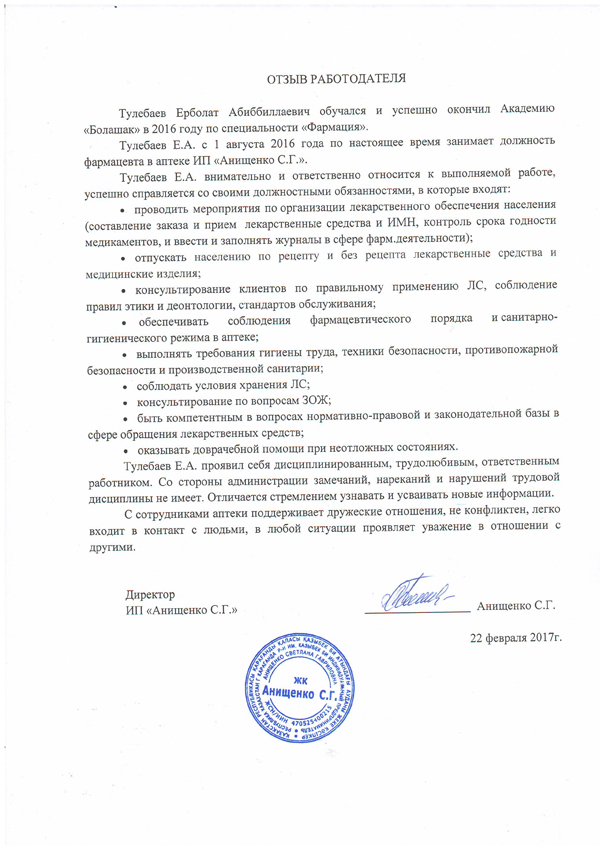 ОТЗЫВ РАБОТОДАТЕЛЯ
Тулебаев Ерболат Абиббиллаевич обучался и успешно окончил Академию
«Болашак» в 2016 году по специальности «Фармация».
Тулебаев Е.А. с 1 августа 2016 года по настоящее время занимает должность
фармацевта в аптеке ИП «Анищенко С.Г.».
Тулебаев Е.А. внимательно и ответственно относится к выполняемой работе,
успешно справляется со своими должностными обязанностями, в которые входят:
• проводить мероприятия по организации лекарственного обеспечения населения
(составление заказа и прием лекарственные средства и ИМН, контроль срока годности
медикаментов, и ввести и заполнять журналы в сфере фарм.деятельности);
• отпускать населению по рецепту и без рецепта лекарственные средства и
медицинские изделия;
• консультирование клиентов по правильному применению ЛС, соблюдение
правил этики и деонтологии, стандартов обслуживания;
• обеспечивать соблюдения фармацевтического порядка и санитарно-
гигиенического режима в аптеке;
• выполнять требования гигиены труда, техники безопасности, противопожарной
безопасности и производственной санитарии;
• соблюдать условия хранения ЛС;
• консультирование по вопросам ЗОЖ;
• быть компетентным в вопросах нормативно-правовой и законодательной базы в
сфере обращения лекарственных средств;
• оказывать доврачебной помощи при неотложных состояниях.
Тулебаев Е.А. проявил себя дисциплинированным, трудолюбивым, ответственным
работником. Со стороны администрации замечаний, нареканий и нарушений трудовой
дисциплины не имеет. Отличается стремлением узнавать и усваивать новые информации.
С сотрудниками аптеки поддерживает дружеские отношения, не конфликтен, легко
входит в контакт с людьми, в любой ситуации проявляет уважение в отношении с
другими.
Директор
ИП «Анищенко С.Г.» Анищенко С.Г.
22 февраля 2017г.
АНИЩЕНКО СВЕТЛАНА ГАВРИЛОВНА
ЖК
Анищенко С.Г.